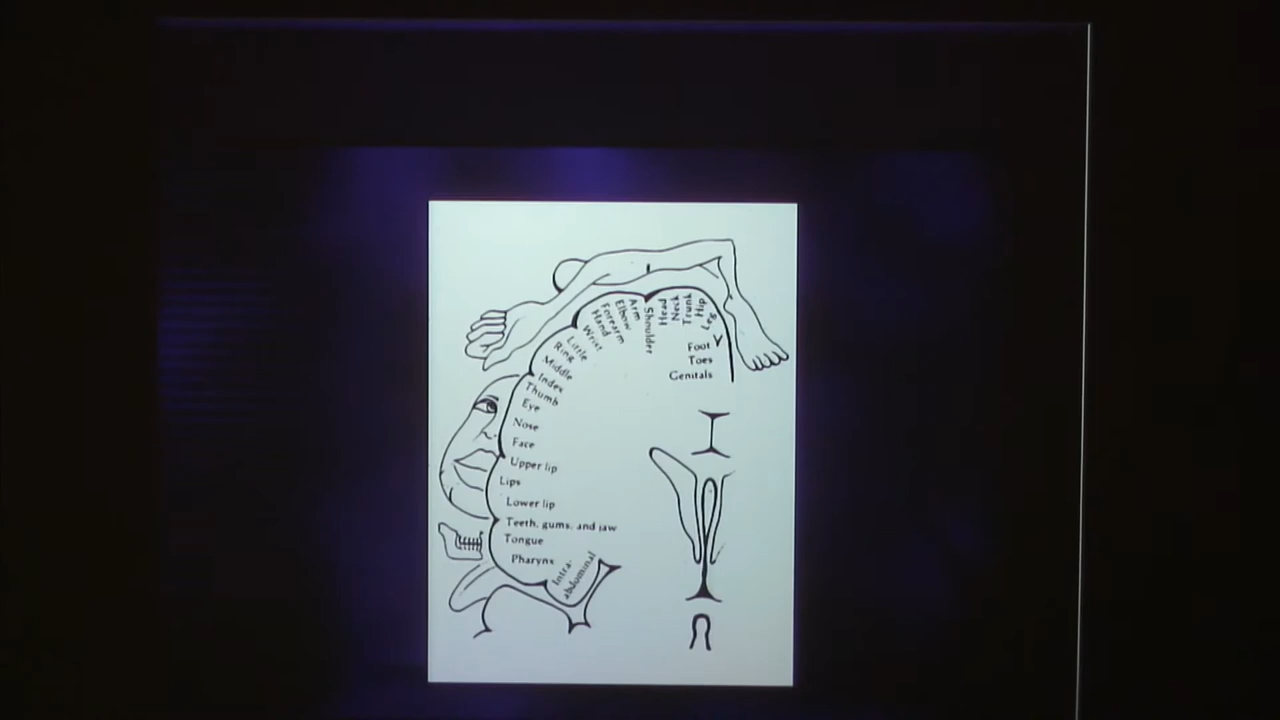 Leg
Hip
Trunk
Neck
Head
Shoulder
Arm
Elbow
Forearm
Wrist
Hand
Little
Ring
Middle
Index
Thumb
Eye
Nose
Face
Upper lip
Lips
Lower lip
Teeth, gums, and jaw
Tongue
Pharynx
Intra-
abdominal
Foot
Toes
Genitals